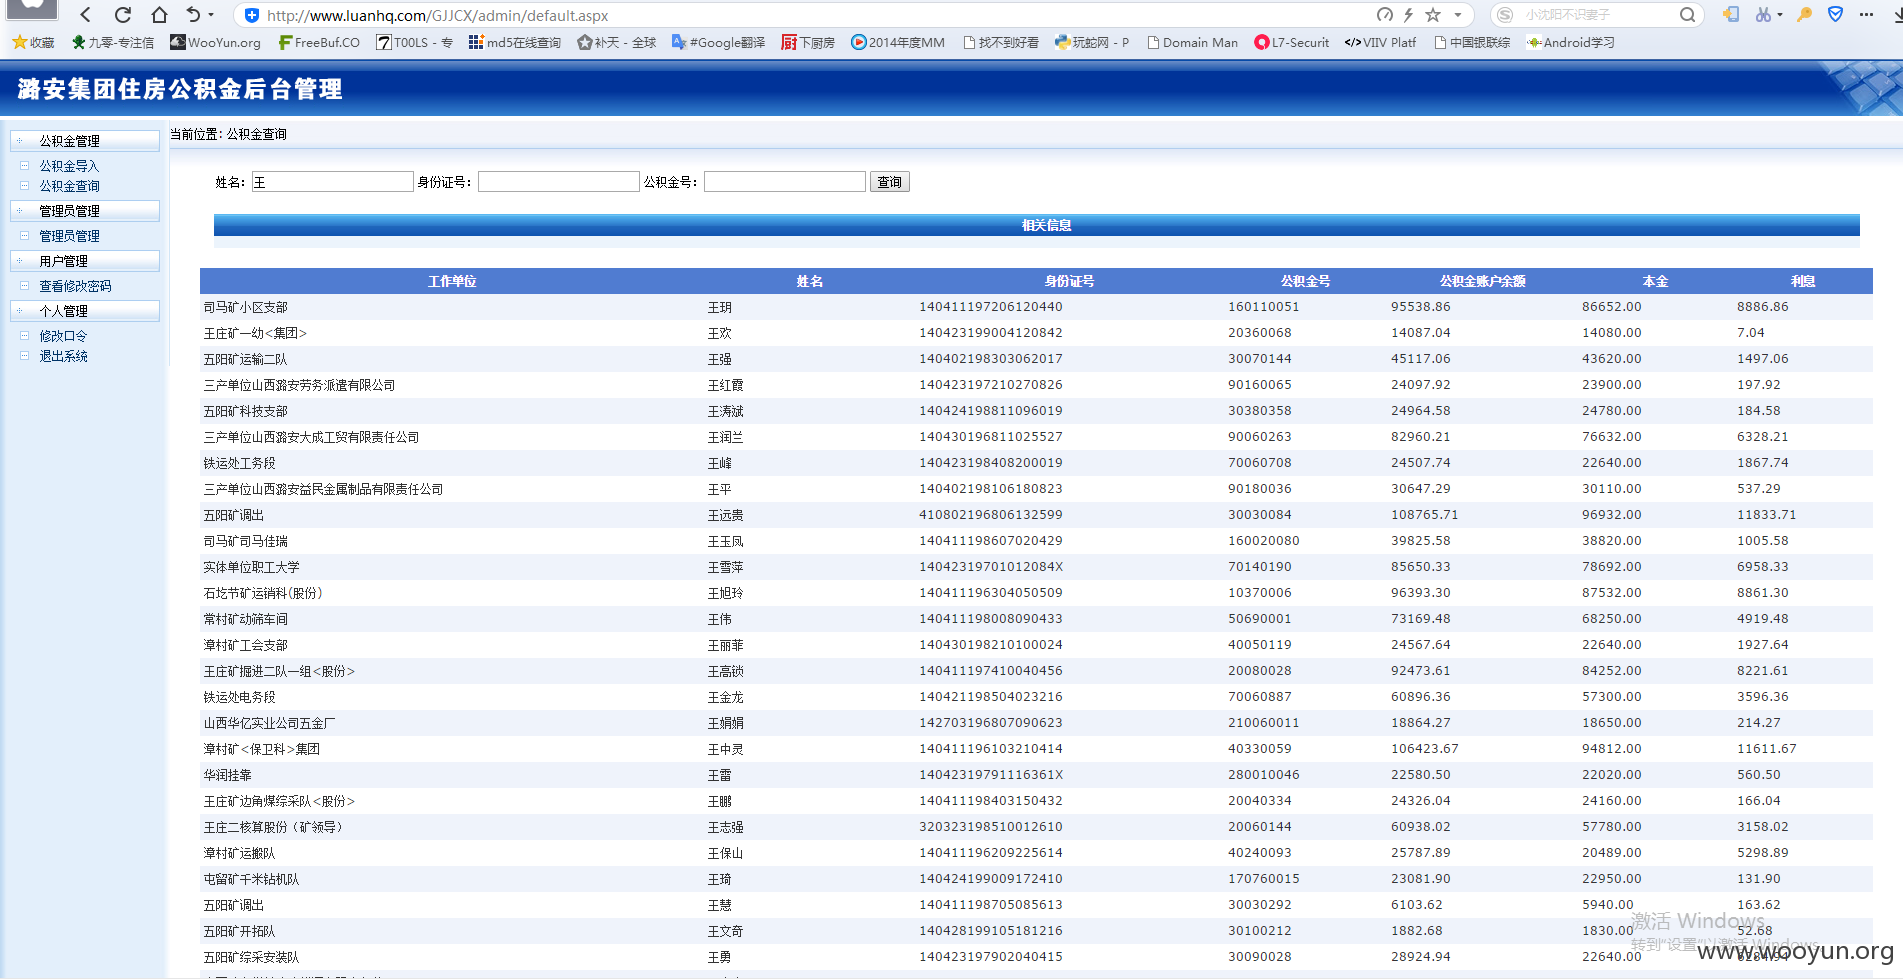 http://www.luanhq.com/GJJCX/admin/default.aspx 小沈阳不识妻子
收藏 九零-专注信 WooYun.org FreeBuf.CO T00LS - 专 md5在线查询 补天 - 全球 #Google翻译 下厨房 2014年度MM 找不到好看 玩蛇网 - P Domain Man L7-Securit VIIV Platf 中国银联综 Android学习
潞安集团住房公积金后台管理
公积金管理
公积金导入
公积金查询
管理员管理
管理员管理
用户管理
查看修改密码
个人管理
修改口令
退出系统
当前位置: 公积金查询
姓名: 王 身份证号: 公积金号: 查询
相关信息
工作单位 姓名 身份证号 公积金号 公积金账户余额 本金 利息
司马矿小区支部 王玥 140411197206120440 160110051 95538.86 86652.00 8886.86
王庄矿一幼<集团> 王欢 140423199004120842 20360068 14087.04 14080.00 7.04
五阳矿运输二队 王强 140402198303062017 30070144 45117.06 43620.00 1497.06
三产单位山西潞安劳务派遣有限公司 王红霞 140423197210270826 90160065 24097.92 23900.00 197.92
五阳矿科技支部 王涛斌 140424198811096019 30380358 24964.58 24780.00 184.58
三产单位山西潞安大成工贸有限责任公司 王润兰 140430196811025527 90060263 82960.21 76632.00 6328.21
铁运处工务段 王峰 140423198408200019 70060708 24507.74 22640.00 1867.74
三产单位山西潞安益民金属制品有限责任公司 王平 140402198106180823 90180036 30647.29 30110.00 537.29
五阳矿调出 王远贵 410802196806132599 30030084 108765.71 96932.00 11833.71
司马矿司马佳瑞 王玉凤 140411198607020429 160020080 39825.58 38820.00 1005.58
实体单位职工大学 王雪萍 14042319701012084X 70140190 85650.33 78692.00 6958.33
石圪节矿运销科(股份) 王旭玲 140411196304050509 10370006 96393.30 87532.00 8861.30
常村矿动筛车间 王伟 140411198008090433 50690001 73169.48 68250.00 4919.48
漳村矿工会支部 王丽菲 140430198210100024 40050119 24567.64 22640.00 1927.64
王庄矿掘进二队一组<股份> 王高锁 140411197410040456 20080028 92473.61 84252.00 8221.61
铁运处电务段 王金龙 140421198504023216 70060887 60896.36 57300.00 3596.36
山西华亿实业公司五金厂 王娟娟 142703196807090623 210060011 18864.27 18650.00 214.27
漳村矿<保卫科>集团 王中灵 140411196103210414 40330059 106423.67 94812.00 11611.67
华润挂靠 王雷 14042319791116361X 280010046 22580.50 22020.00 560.50
王庄矿边角煤综采队<股份> 王鹏 140411198403150432 20040334 24326.04 24160.00 166.04
王庄二核算股份（矿领导） 王志强 320323198510012610 20060144 60938.02 57780.00 3158.02
漳村矿运搬队 王保山 140411196209225614 40240093 25787.89 20489.00 5298.89
屯留矿千米钻机队 王琦 140424199009172410 170760015 23081.90 22950.00 131.90
五阳矿调出 王慧 140411198705085613 30030292 6103.62 5940.00 163.62
五阳矿开拓队 王文奇 140428199105181216 30100212 1882.68 1830.00 52.68
五阳矿综采安装队 王勇 140423197902040415 30090028 28924.94 22640.00
激活 Windows
www.wooyun.org